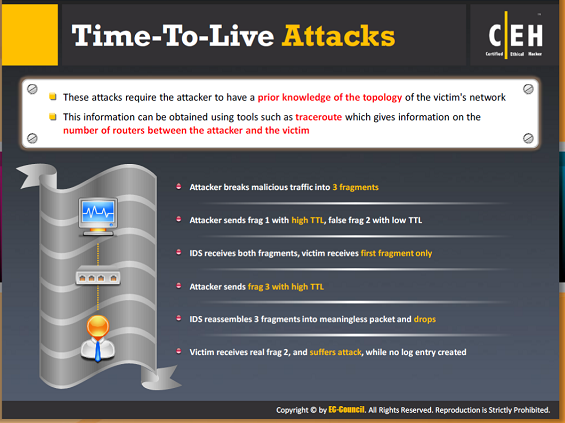 Time-To-Live Attacks
CEH
Certified Ethical Hacker
These attacks require the attacker to have a prior knowledge of the topology of the victim's network
This information can be obtained using tools such as traceroute which gives information on the
number of routers between the attacker and the victim
Attacker breaks malicious traffic into 3 fragments
Attacker sends frag 1 with high TTL, false frag 2 with low TTL
IDS receives both fragments, victim receives first fragment only
Attacker sends frag 3 with high TTL
IDS reassembles 3 fragments into meaningless packet and drops
Victim receives real frag 2, and suffers attack, while no log entry created
Copyright © by EC-Council. All Rights Reserved. Reproduction is Strictly Prohibited.